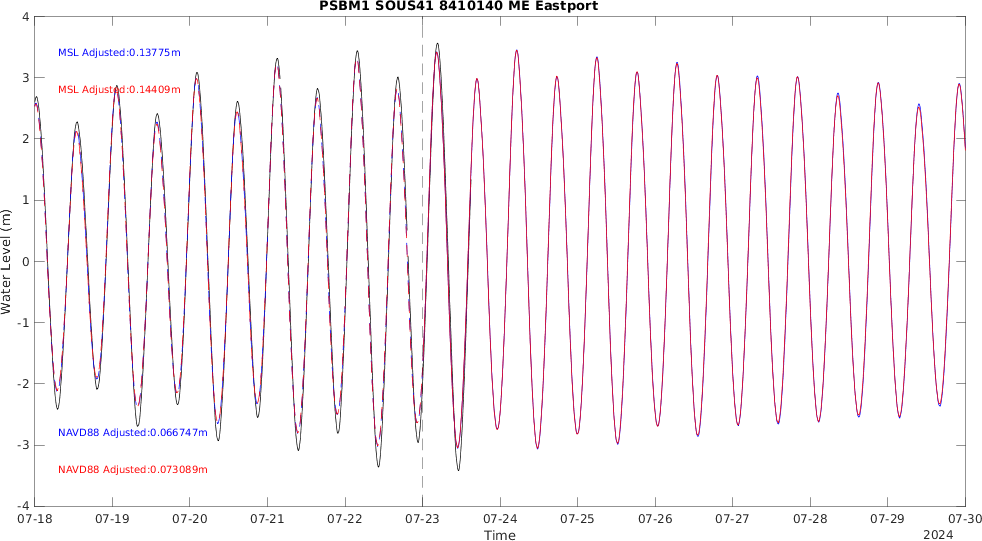 PSBM1 SOUS41 8410140 ME Eastport
4
3
2
1
0
-1
-2
-3
-4
Water Level (m)
MSL Adjusted:0.13775m
MSL Adjusted:0.14409m
NAVD88 Adjusted:0.066747m
NAVD88 Adjusted:0.073089m
07-18 07-19 07-20 07-21 07-22 07-23 07-24 07-25 07-26 07-27 07-28 07-29 07-30
Time
2024